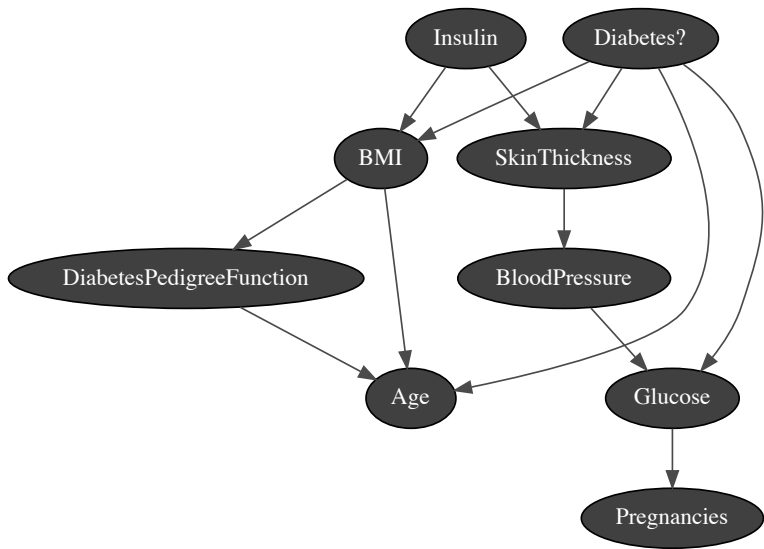 Insulin
Diabetes?
BMI
SkinThickness
DiabetesPedigreeFunction
BloodPressure
Age
Glucose
Pregnancies